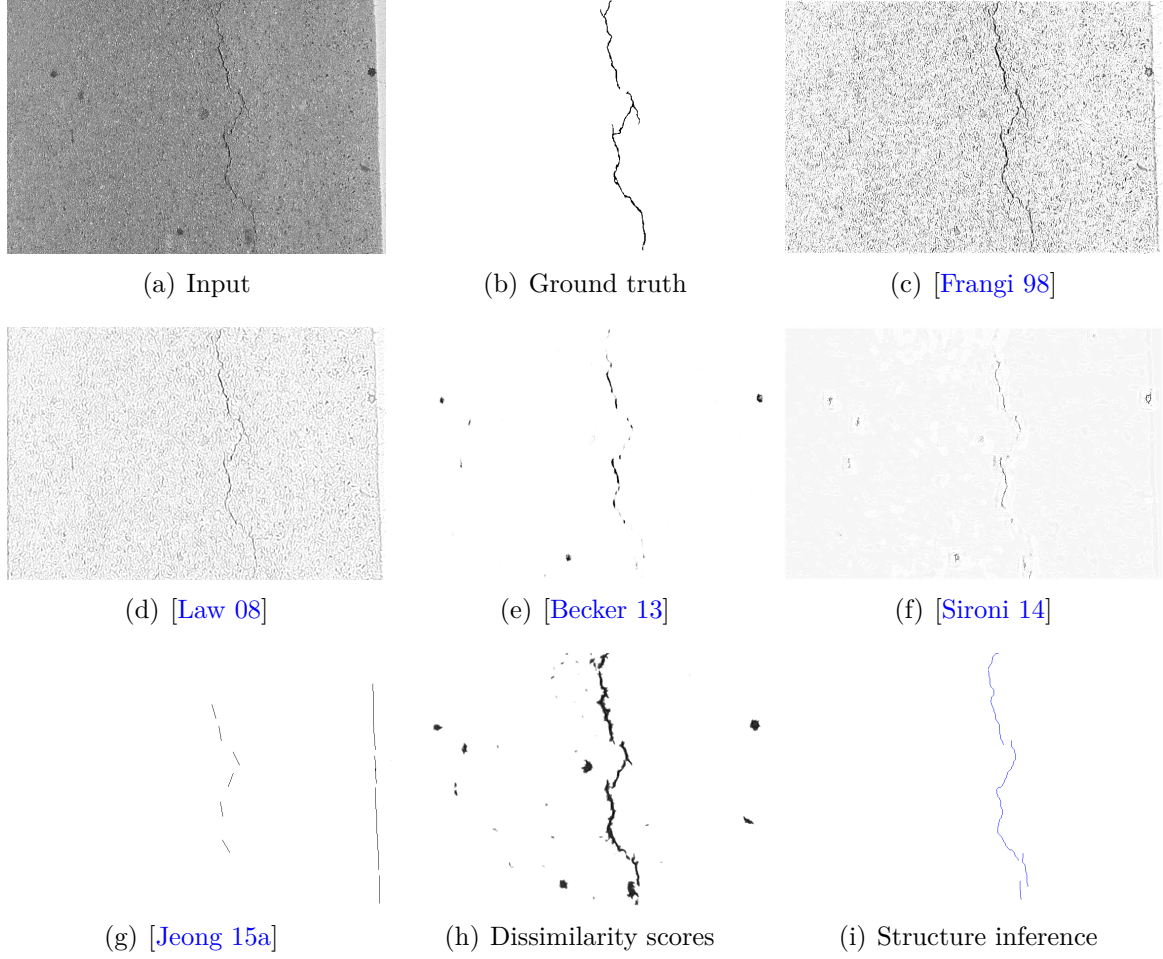 (a) Input
(b) Ground truth
(c) [Frangi 98]
(d) [Law 08]
(e) [Becker 13]
(f) [Sironi 14]
(g) [Jeong 15a]
(h) Dissimilarity scores
(i) Structure inference